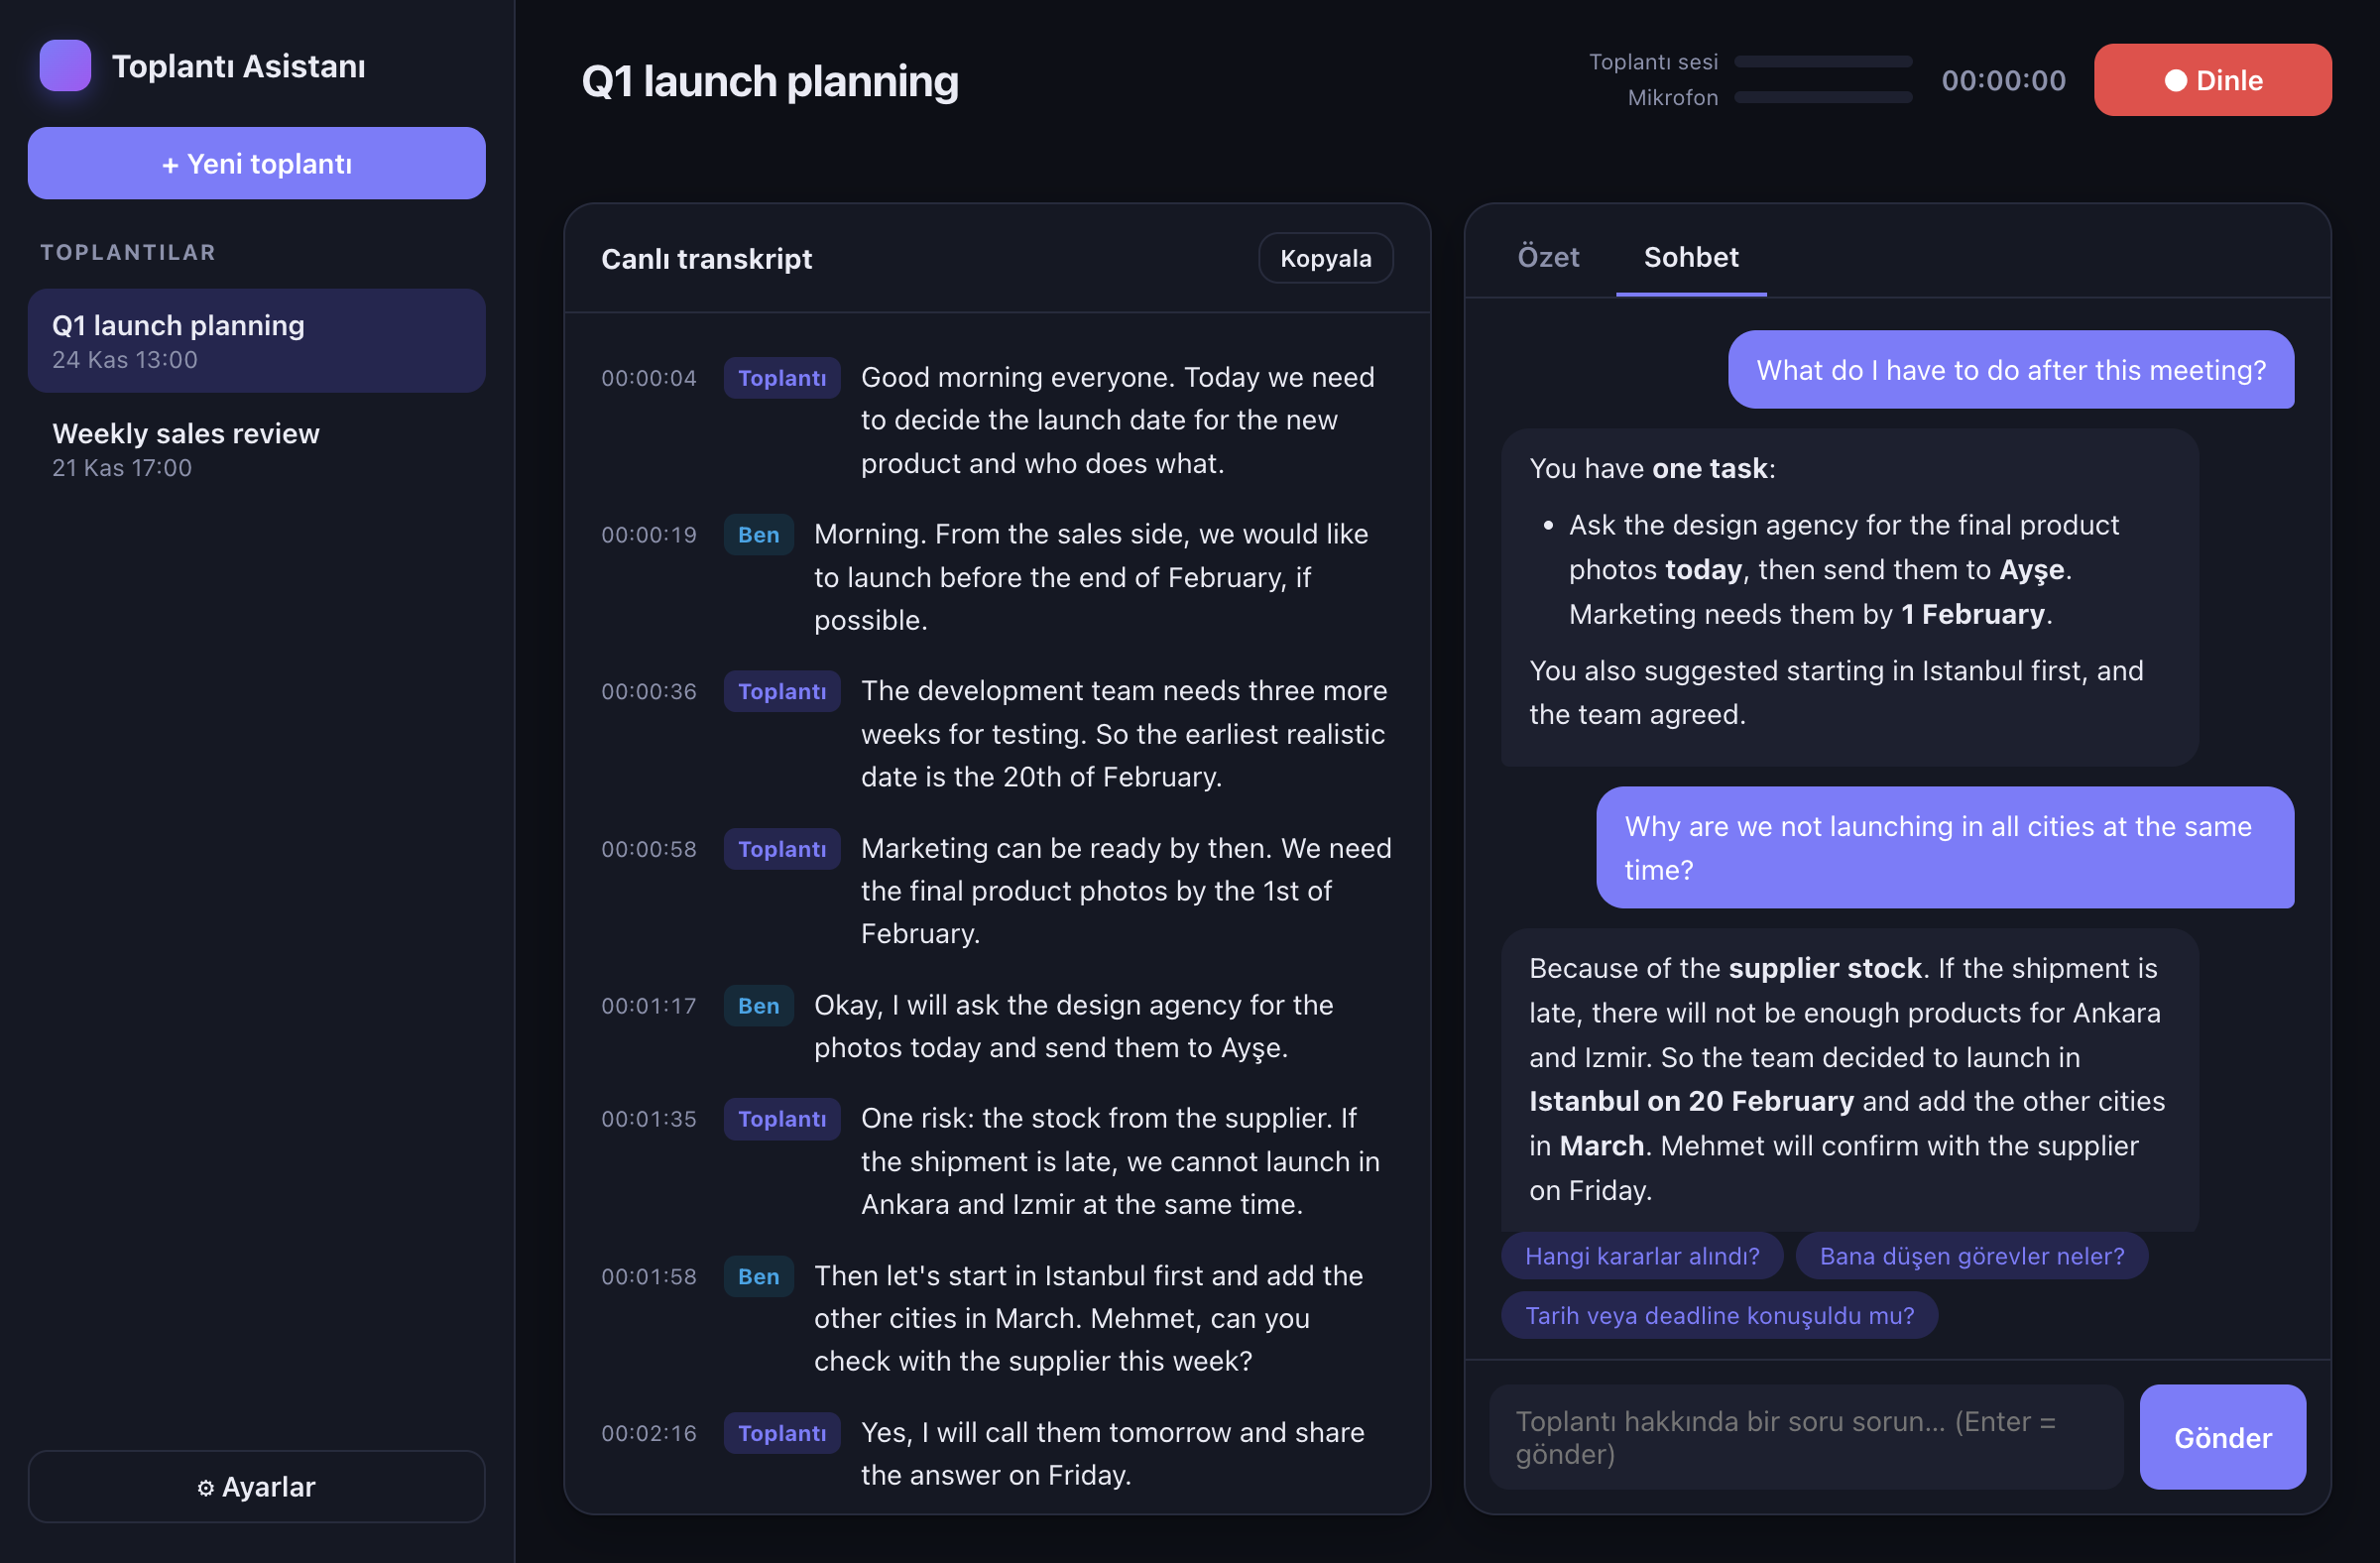 Toplantı Asistanı
+ Yeni toplantı
TOPLANTILAR
Q1 launch planning
24 Kas 13:00
Weekly sales review
21 Kas 17:00
⚙ Ayarlar
Q1 launch planning
Toplantı sesi
Mikrofon
00:00:00
● Dinle
Canlı transkript
Kopyala
00:00:04 Toplantı Good morning everyone. Today we need
to decide the launch date for the new
product and who does what.
00:00:19 Ben Morning. From the sales side, we would like
to launch before the end of February, if
possible.
00:00:36 Toplantı The development team needs three more
weeks for testing. So the earliest realistic
date is the 20th of February.
00:00:58 Toplantı Marketing can be ready by then. We need
the final product photos by the 1st of
February.
00:01:17 Ben Okay, I will ask the design agency for the
photos today and send them to Ayşe.
00:01:35 Toplantı One risk: the stock from the supplier. If
the shipment is late, we cannot launch in
Ankara and Izmir at the same time.
00:01:58 Ben Then let's start in Istanbul first and add the
other cities in March. Mehmet, can you
check with the supplier this week?
00:02:16 Toplantı Yes, I will call them tomorrow and share
the answer on Friday.
Özet
Sohbet
What do I have to do after this meeting?
You have one task:
• Ask the design agency for the final product
photos today, then send them to Ayşe.
Marketing needs them by 1 February.
You also suggested starting in Istanbul first, and
the team agreed.
Why are we not launching in all cities at the same
time?
Because of the supplier stock. If the shipment is
late, there will not be enough products for Ankara
and Izmir. So the team decided to launch in
Istanbul on 20 February and add the other cities
in March. Mehmet will confirm with the supplier
on Friday.
Hangi kararlar alındı?
Bana düşen görevler neler?
Tarih veya deadline konuşuldu mu?
Toplantı hakkında bir soru sorun... (Enter =
gönder)
Gönder